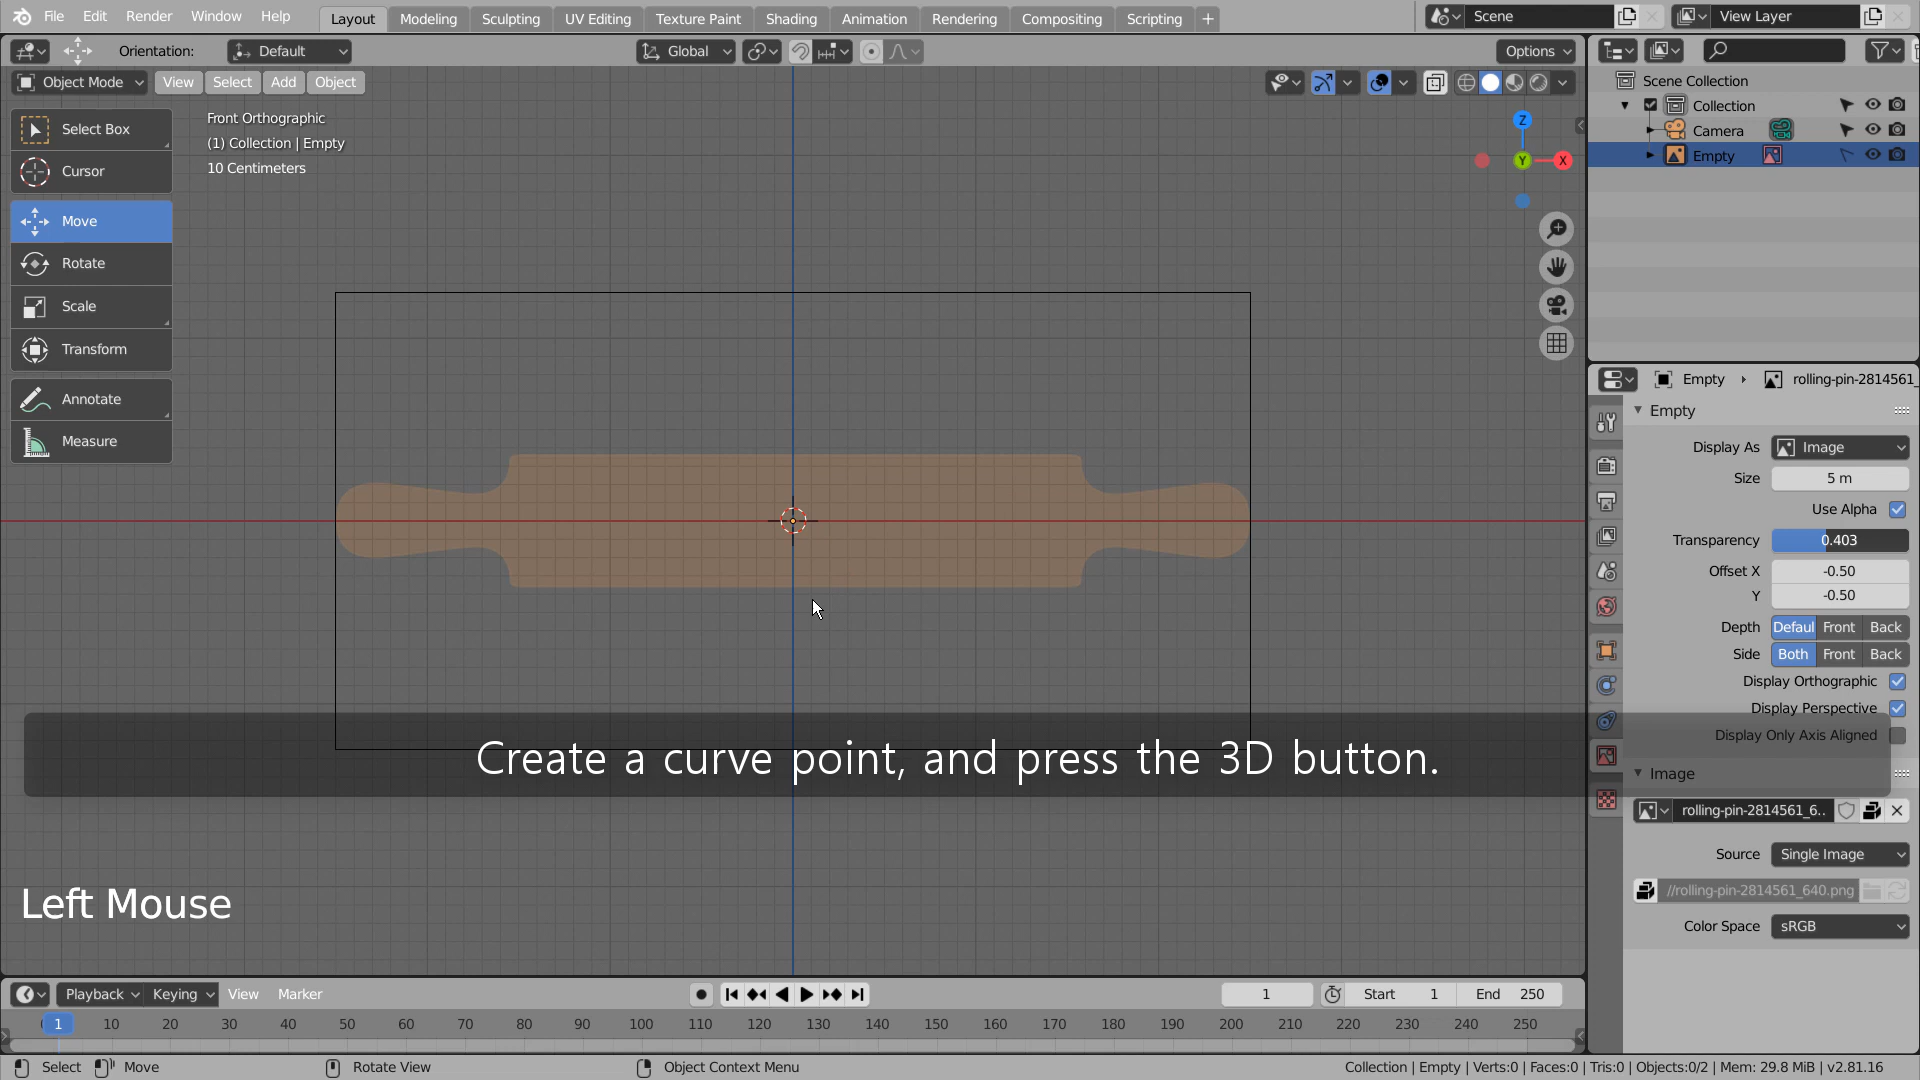 File Edit Render Window Help Layout Modeling Sculpting UV Editing Texture Paint Shading Animation Rendering Compositing Scripting + Scene View Layer
Orientation: Default Global Options
Object Mode View Select Add Object
Front Orthographic
(1) Collection | Empty
10 Centimeters
Select Box
Cursor
Move
Rotate
Scale
Transform
Annotate
Measure
Z
Y
X
Scene Collection
Collection
Camera
Empty
Empty rolling-pin-2814561_
Empty
Display As Image
Size 5 m
Use Alpha
Transparency 0.403
Offset X -0.50
Y -0.50
Depth Defaul Front Back
Side Both Front Back
Display Orthographic
Display Perspective
Display Only Axis Aligned
Image
rolling-pin-2814561_6..
Source Single Image
//rolling-pin-2814561_640.png
Color Space sRGB
Create a curve point, and press the 3D button.
Left Mouse
Playback Keying View Marker 1 Start 1 End 250
1 10 20 30 40 50 60 70 80 90 100 110 120 130 140 150 160 170 180 190 200 210 220 230 240 250
Select Move Rotate View Object Context Menu Collection | Empty | Verts:0 | Faces:0 | Tris:0 | Objects:0/2 | Mem: 29.8 MiB | v2.81.16